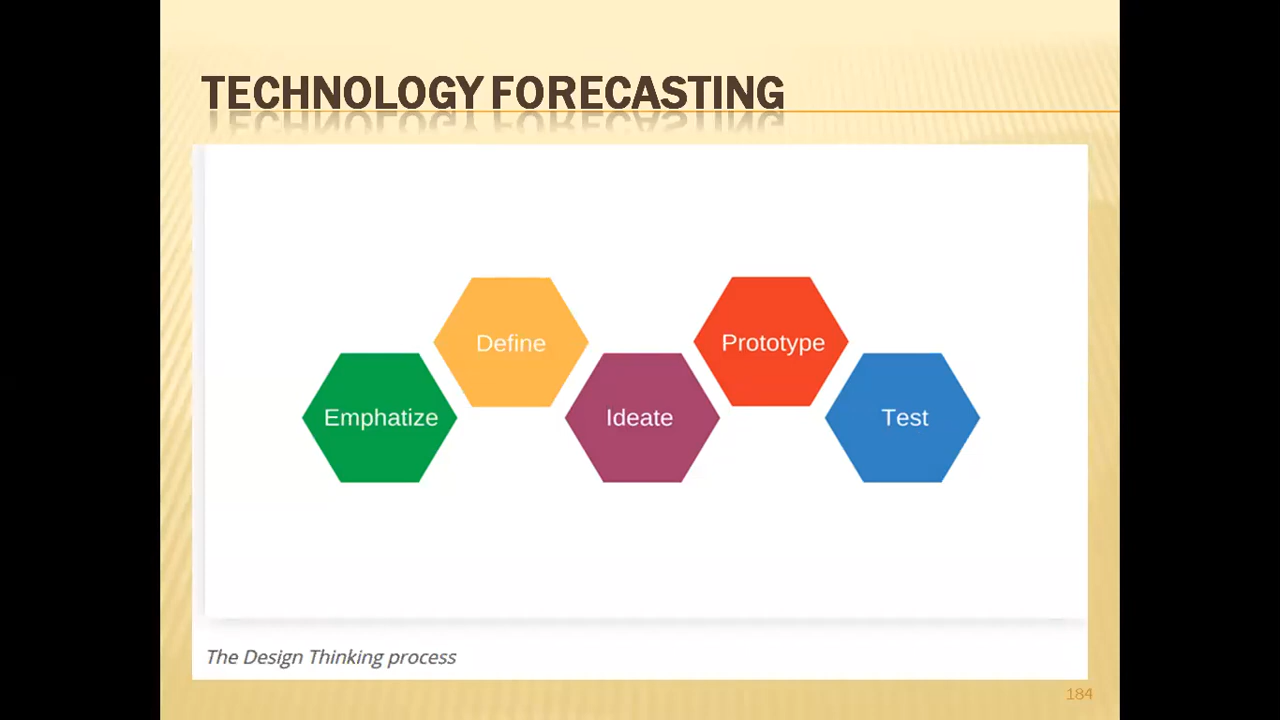 TECHNOLOGY FORECASTING
Emphatize
Define
Ideate
Prototype
Test
The Design Thinking process
184